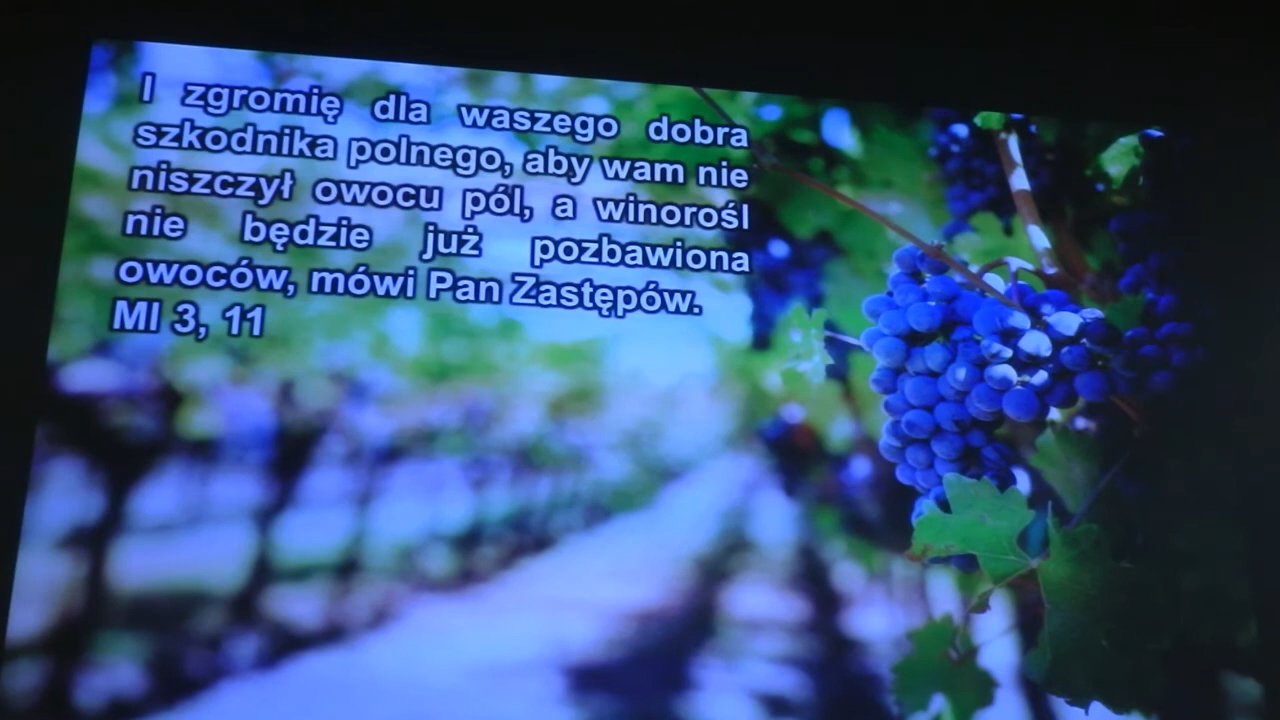 I zgromię dla waszego dobra
szkodnika polnego, aby wam nie
niszczył owocu pól, a winorośl
nie będzie już pozbawiona
owoców, mówi Pan Zastępów.
Ml 3, 11